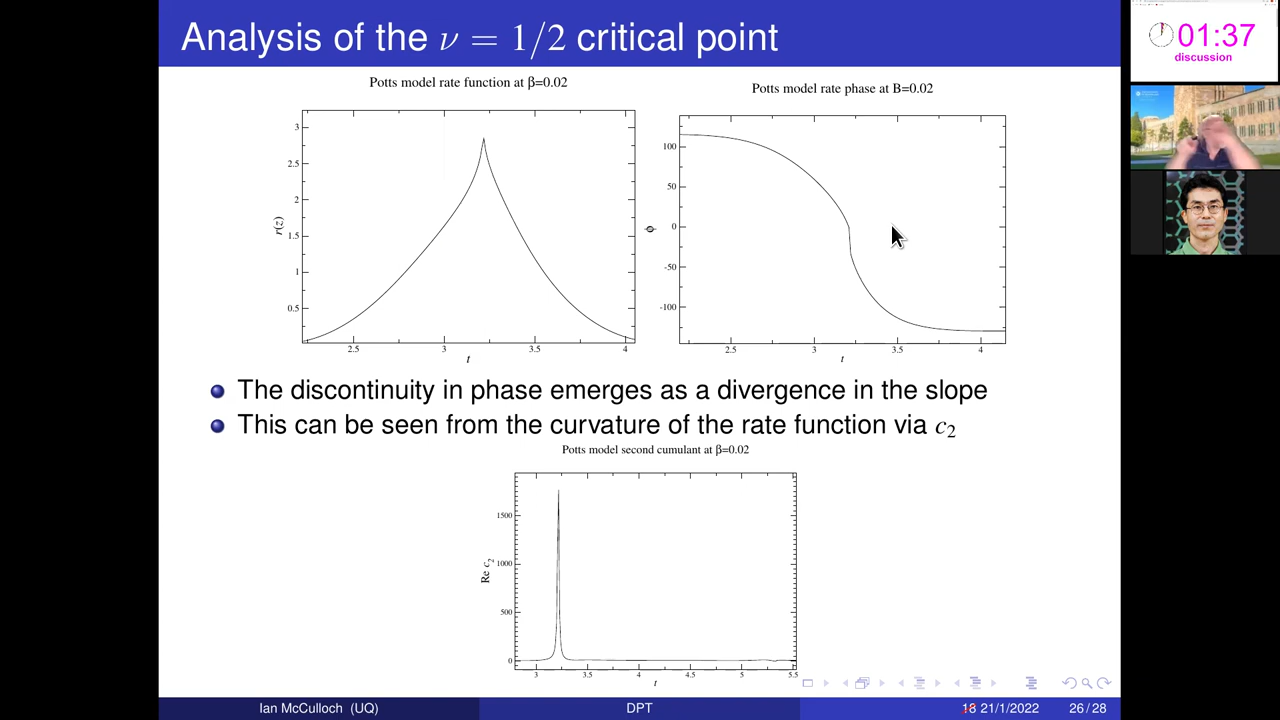 Analysis of the ν = 1/2 critical point
01:37
discussion
Potts model rate function at β=0.02
3
2.5
2
1.5
1
0.5
r(z)
2.5 3 3.5 4
t
Potts model rate phase at B=0.02
100
50
0
-50
-100
ϕ
2.5 3 3.5 4
t
The discontinuity in phase emerges as a divergence in the slope
This can be seen from the curvature of the rate function via c₂
Potts model second cumulant at β=0.02
1500
1000
500
0
Re c₂
3 3.5 4 4.5 5 5.5
t
Ian McCulloch (UQ) DPT 18 21/1/2022 26 / 28